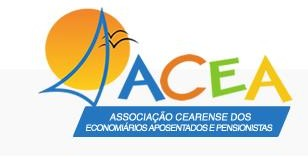 ACEA
ASSOCIAÇÃO CEARENSE DOS
ECONOMIÁRIOS APOSENTADOS E PENSIONISTAS